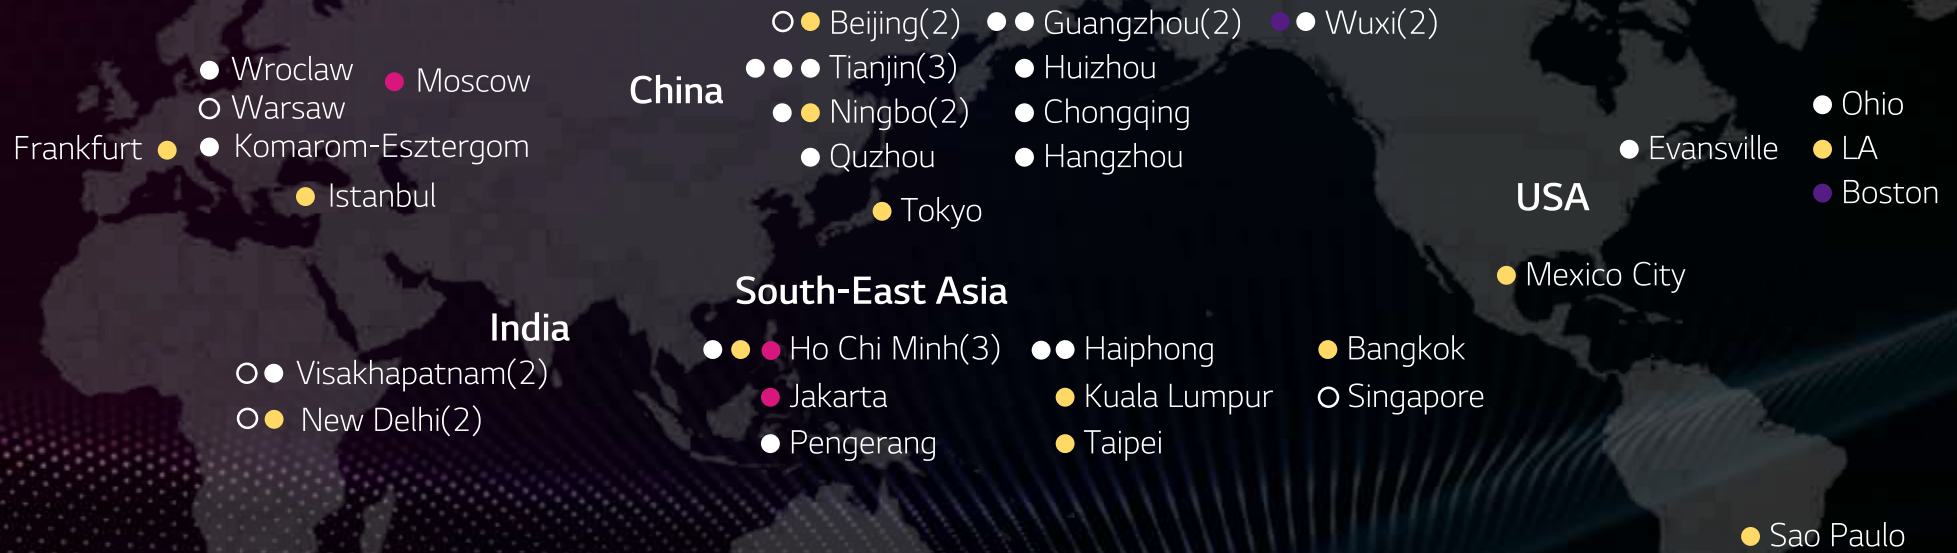 Wroclaw
Moscow
Warsaw
Frankfurt
Komarom-Esztergom
Istanbul
China
Beijing(2)
Guangzhou(2)
Wuxi(2)
Tianjin(3)
Huizhou
Ningbo(2)
Chongqing
Quzhou
Hangzhou
Tokyo
USA
Ohio
Evansville
LA
Boston
Mexico City
India
Visakhapatnam(2)
New Delhi(2)
South-East Asia
Ho Chi Minh(3)
Haiphong
Bangkok
Jakarta
Kuala Lumpur
Singapore
Pengerang
Taipei
Sao Paulo